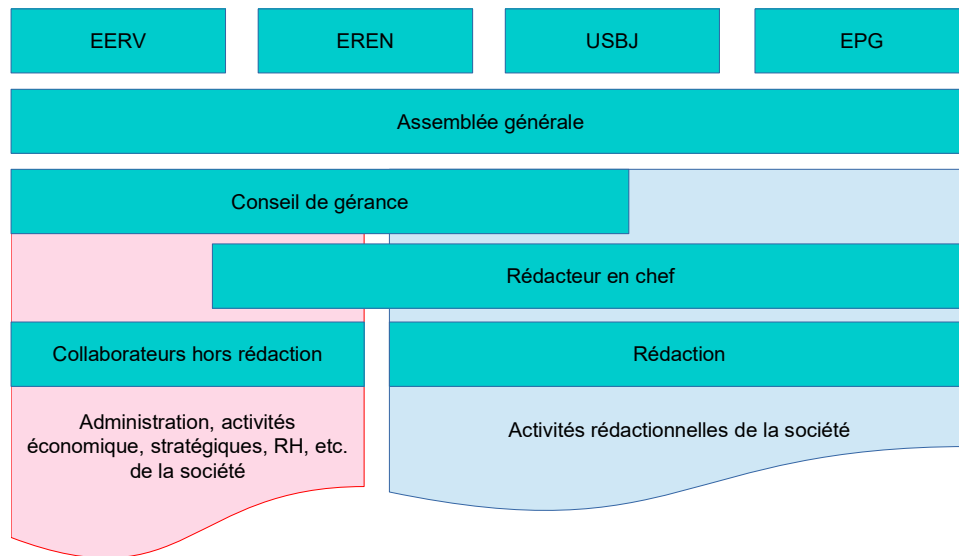 EERV
EREN
USBJ
EPG
Assemblée générale
Conseil de gérance
Rédacteur en chef
Collaborateurs hors rédaction
Rédaction
Administration, activités
économique, stratégiques, RH, etc.
de la société
Activités rédactionnelles de la société